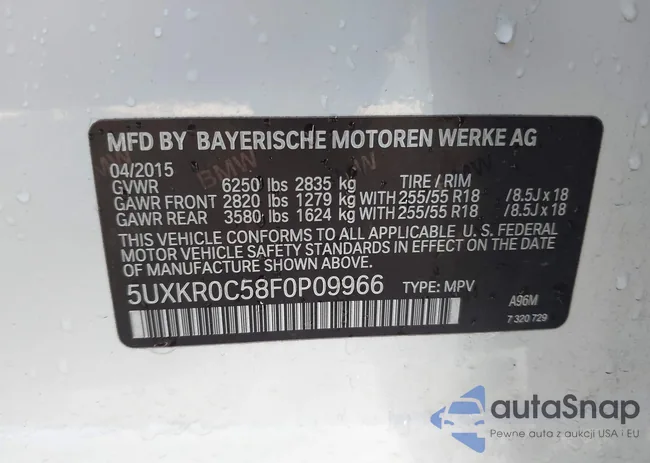 MFD BY BAYERISCHE MOTOREN WERKE AG
04/2015
GVWR 6250 lbs 2835 kg TIRE / RIM
GAWR FRONT 2820 lbs 1279 kg WITH 255/55 R18 /8.5J x 18
GAWR REAR 3580 lbs 1624 kg WITH 255/55 R18 /8.5J x 18
THIS VEHICLE CONFORMS TO ALL APPLICABLE U.S. FEDERAL
MOTOR VEHICLE SAFETY STANDARDS IN EFFECT ON THE DATE
OF MANUFACTURE SHOWN ABOVE.
5UXKR0C58F0P09966 TYPE: MPV A96M
7 320 729
autoSnap
Pewne auta z aukcji USA i EU